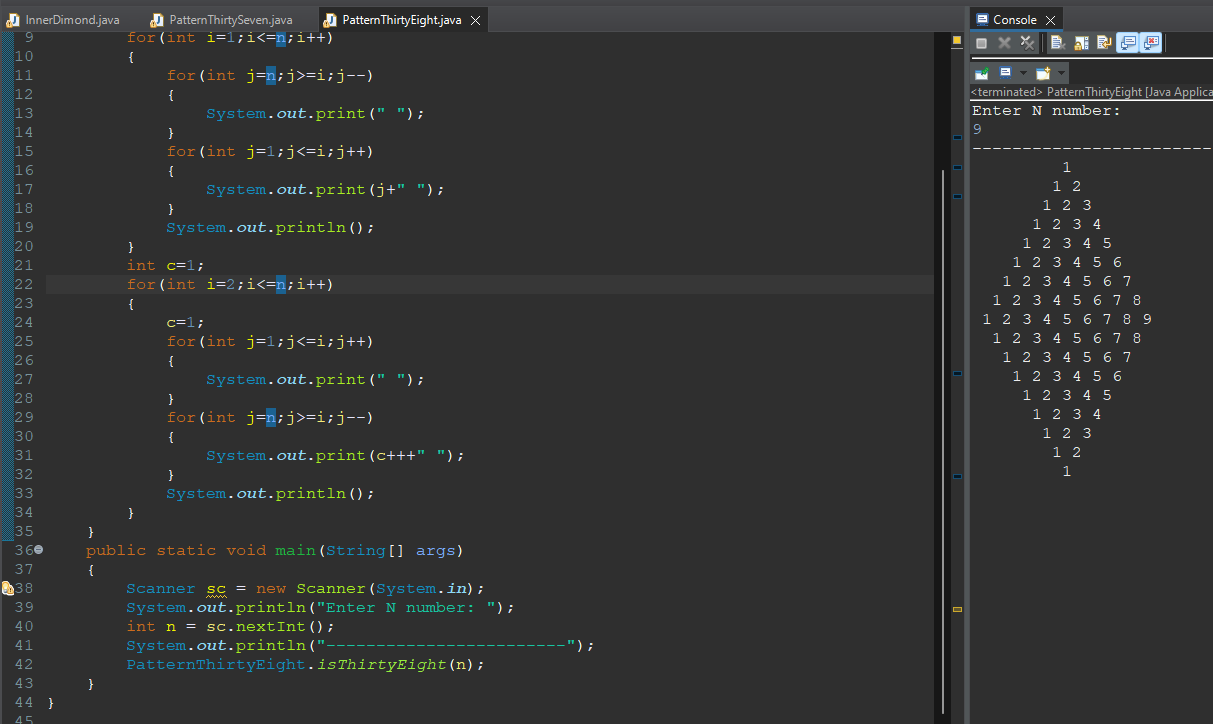 InnerDimond.java PatternThirtySeven.java PatternThirtyEight.java
9 for(int i=1;i<=n;i++)
10 {
11 for(int j=n;j>=i;j--)
12 {
13 System.out.print(" ");
14 }
15 for(int j=1;j<=i;j++)
16 {
17 System.out.print(j+" ");
18 }
19 System.out.println();
20 }
21 int c=1;
22 for(int i=2;i<=n;i++)
23 {
24 c=1;
25 for(int j=1;j<=i;j++)
26 {
27 System.out.print(" ");
28 }
29 for(int j=n;j>=i;j--)
30 {
31 System.out.print(c+++" ");
32 }
33 System.out.println();
34 }
35 }
36 public static void main(String[] args)
37 {
38 Scanner sc = new Scanner(System.in);
39 System.out.println("Enter N number: ");
40 int n = sc.nextInt();
41 System.out.println("------------------------");
42 PatternThirtyEight.isThirtyEight(n);
43 }
44 }
45
Console
<terminated> PatternThirtyEight [Java Applica
Enter N number:
9
------------------------
1
1 2
1 2 3
1 2 3 4
1 2 3 4 5
1 2 3 4 5 6
1 2 3 4 5 6 7
1 2 3 4 5 6 7 8
1 2 3 4 5 6 7 8 9
1 2 3 4 5 6 7 8
1 2 3 4 5 6 7
1 2 3 4 5 6
1 2 3 4 5
1 2 3 4
1 2 3
1 2
1